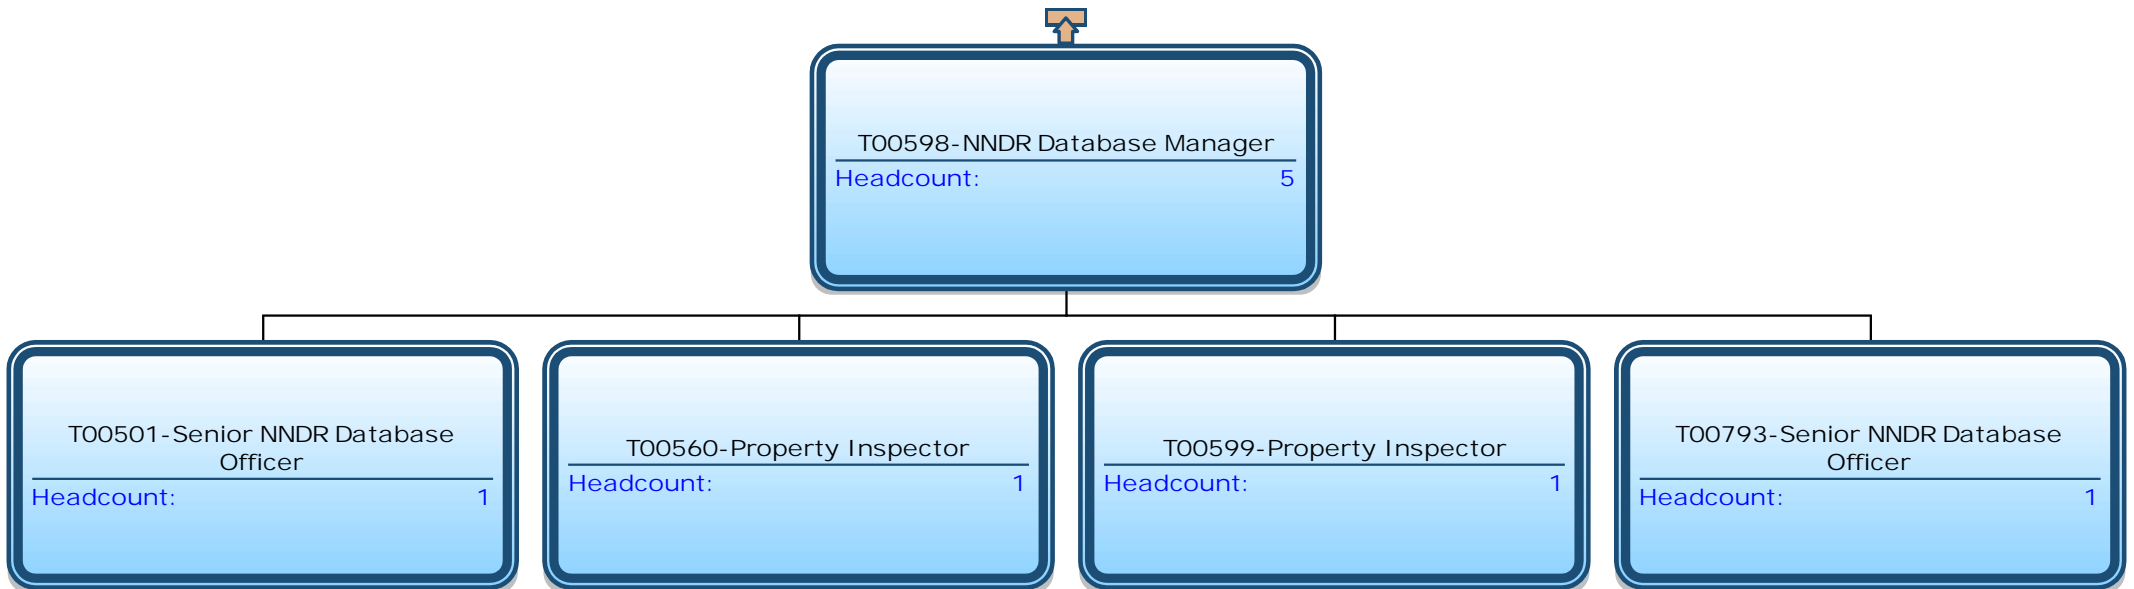 T00598-NNDR Database Manager
Headcount: 5
T00501-Senior NNDR Database
Officer
Headcount: 1
T00560-Property Inspector
Headcount: 1
T00599-Property Inspector
Headcount: 1
T00793-Senior NNDR Database
Officer
Headcount: 1